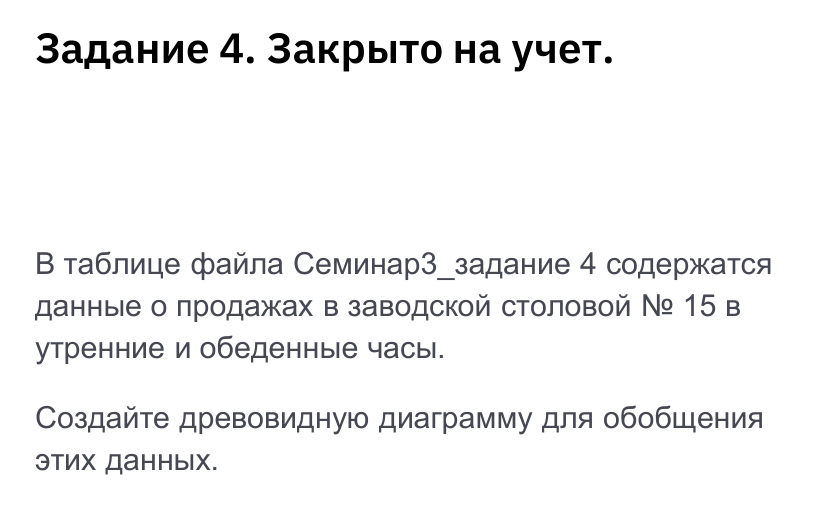 Задание 4. Закрыто на учет.
В таблице файла Семинар3_задание 4 содержатся
данные о продажах в заводской столовой № 15 в
утренние и обеденные часы.
Создайте древовидную диаграмму для обобщения
этих данных.